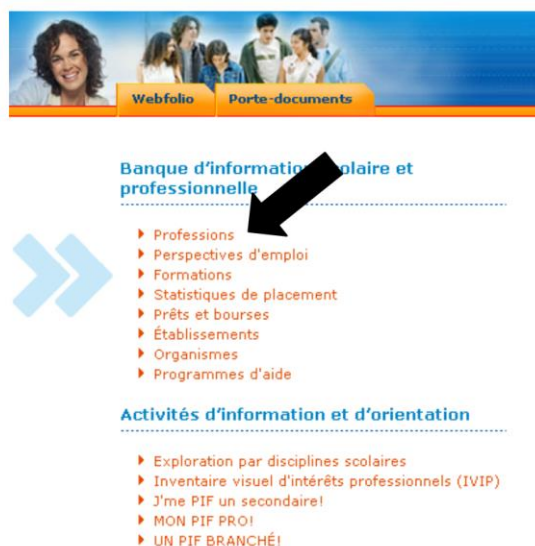 Webfolio Porte-documents
Banque d'information scolaire et
professionnelle
Professions
Perspectives d'emploi
Formations
Statistiques de placement
Prêts et bourses
Établissements
Organismes
Programmes d'aide
Activités d'information et d'orientation
Exploration par disciplines scolaires
Inventaire visuel d'intérêts professionnels (IVIP)
J'me PIF un secondaire!
MON PIF PRO!
UN PIF BRANCHÉ!